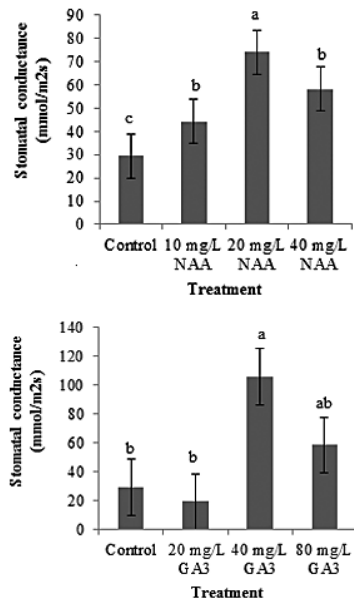 Stomatal conductance
(mmol/m2s)
90
80
70
60
50
40
30
20
10
0
c
b
a
b
Control
10 mg/L
NAA
20 mg/L
NAA
40 mg/L
NAA
Treatment
Stomatal conductance
(mmol/m2s)
140
120
100
80
60
40
20
0
b
b
a
ab
Control
20 mg/L
GA3
40 mg/L
GA3
80 mg/L
GA3
Treatment